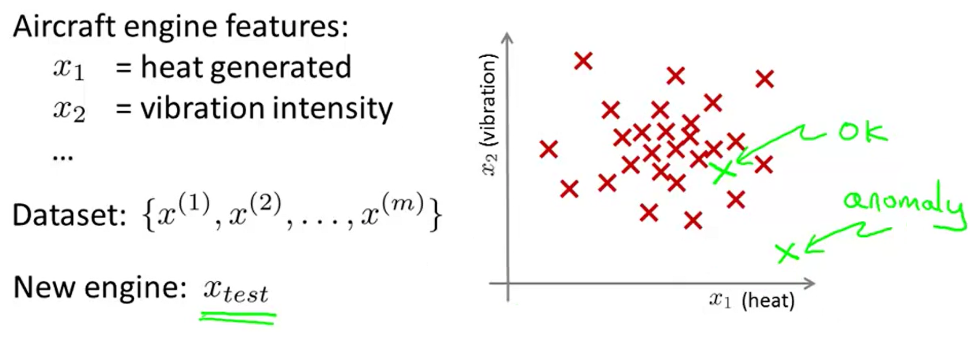 Aircraft engine features:
x₁ = heat generated
x₂ = vibration intensity
...
Dataset: {x⁽¹⁾, x⁽²⁾, . . . , x⁽ᵐ⁾}
New engine: x_test
x₂ (vibration)
OK
anomaly
x₁ (heat)